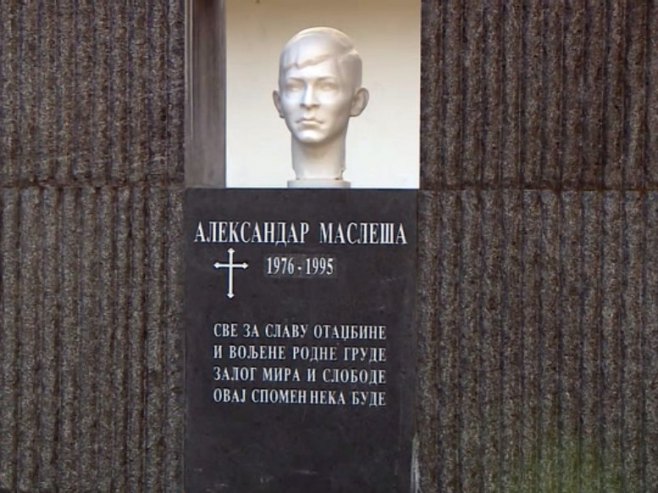 АЛЕКСАНДАР МАСЛЕША
1976 - 1995
СВЕ ЗА СЛАВУ ОТАЏБИНЕ
И ВОЉЕНЕ РОДНЕ ГРУДЕ
ЗАЛОГ МИРА И СЛОБОДЕ
ОВАЈ СПОМЕН НЕКА БУДЕ